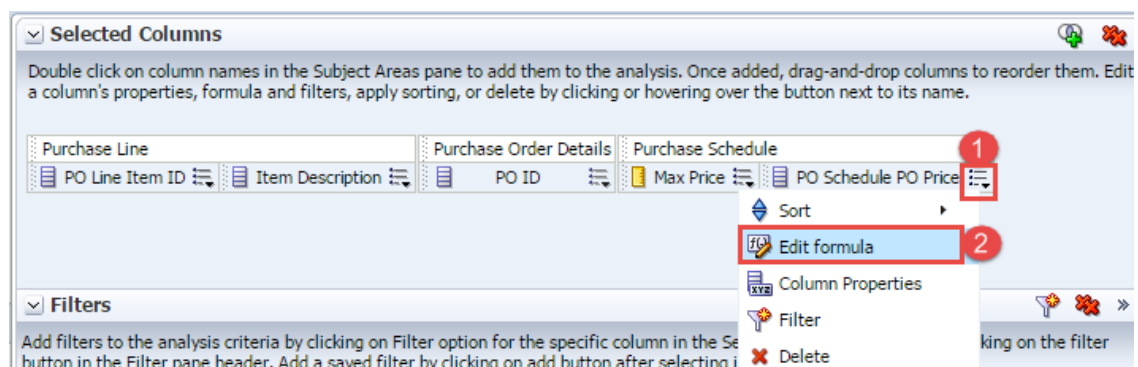 Selected Columns
Double click on column names in the Subject Areas pane to add them to the analysis. Once added, drag-and-drop columns to reorder them. Edit
a column's properties, formula and filters, apply sorting, or delete by clicking or hovering over the button next to its name.
Purchase Line Purchase Order Details Purchase Schedule 1
PO Line Item ID Item Description PO ID Max Price PO Schedule PO Price
Sort
Edit formula 2
XYZ Column Properties
Filters
Filter
Add filters to the analysis criteria by clicking on Filter option for the specific column in the Se king on the filter
button in the Filter pane header. Add a saved filter by clicking on add button after selecting i
Delete